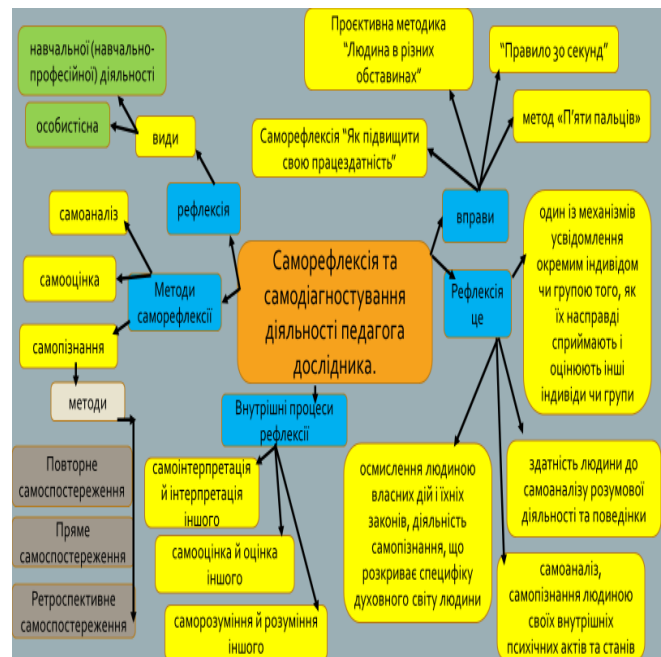 навчальної (навчально-
професійної) діяльності
особистісна
види
рефлексія
Проєктивна методика
“Людина в різних
обставинах”
“Правило 30 секунд”
метод «П’яти пальців»
Саморефлексія “Як підвищити
свою працездатність”
вправи
самоаналіз
самооцінка
самопізнання
Методи
саморефлексії
методи
Повторне
самоспостереження
Пряме
самоспостереження
Ретроспективне
самоспостереження
Саморефлексія та
самодіагностування
діяльності педагога
дослідника.
Рефлексія
це
один із механізмів
усвідомлення
окремим індивідом
чи групою того, як
їх насправді
сприймають і
оцінюють інші
індивіди чи групи
Внутрішні процеси
рефлексії
самоінтерпретація
й інтерпретація
іншого
самооцінка й оцінка
іншого
саморозуміння й розуміння
іншого
осмислення людиною
власних дій і їхніх
законів, діяльність
самопізнання, що
розкриває специфіку
духовного світу людини
здатність людини до
самоаналізу розумової
діяльності та поведінки
самоаналіз,
самопізнання людиною
своїх внутрішніх
психічних актів та станів